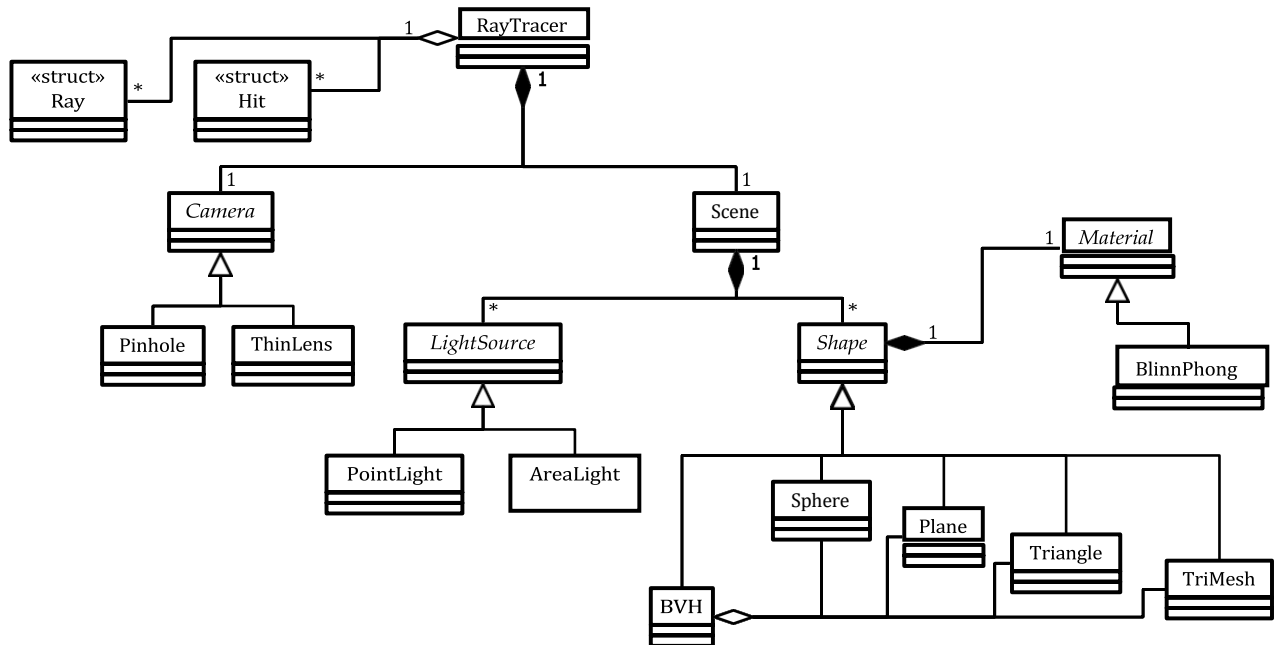 RayTracer
1
«struct»
Ray
*
«struct»
Hit
*
1
1
Camera
1
Scene
1
1
Material
Pinhole
ThinLens
*
LightSource
*
Shape
1
BlinnPhong
PointLight
AreaLight
Sphere
Plane
Triangle
TriMesh
BVH